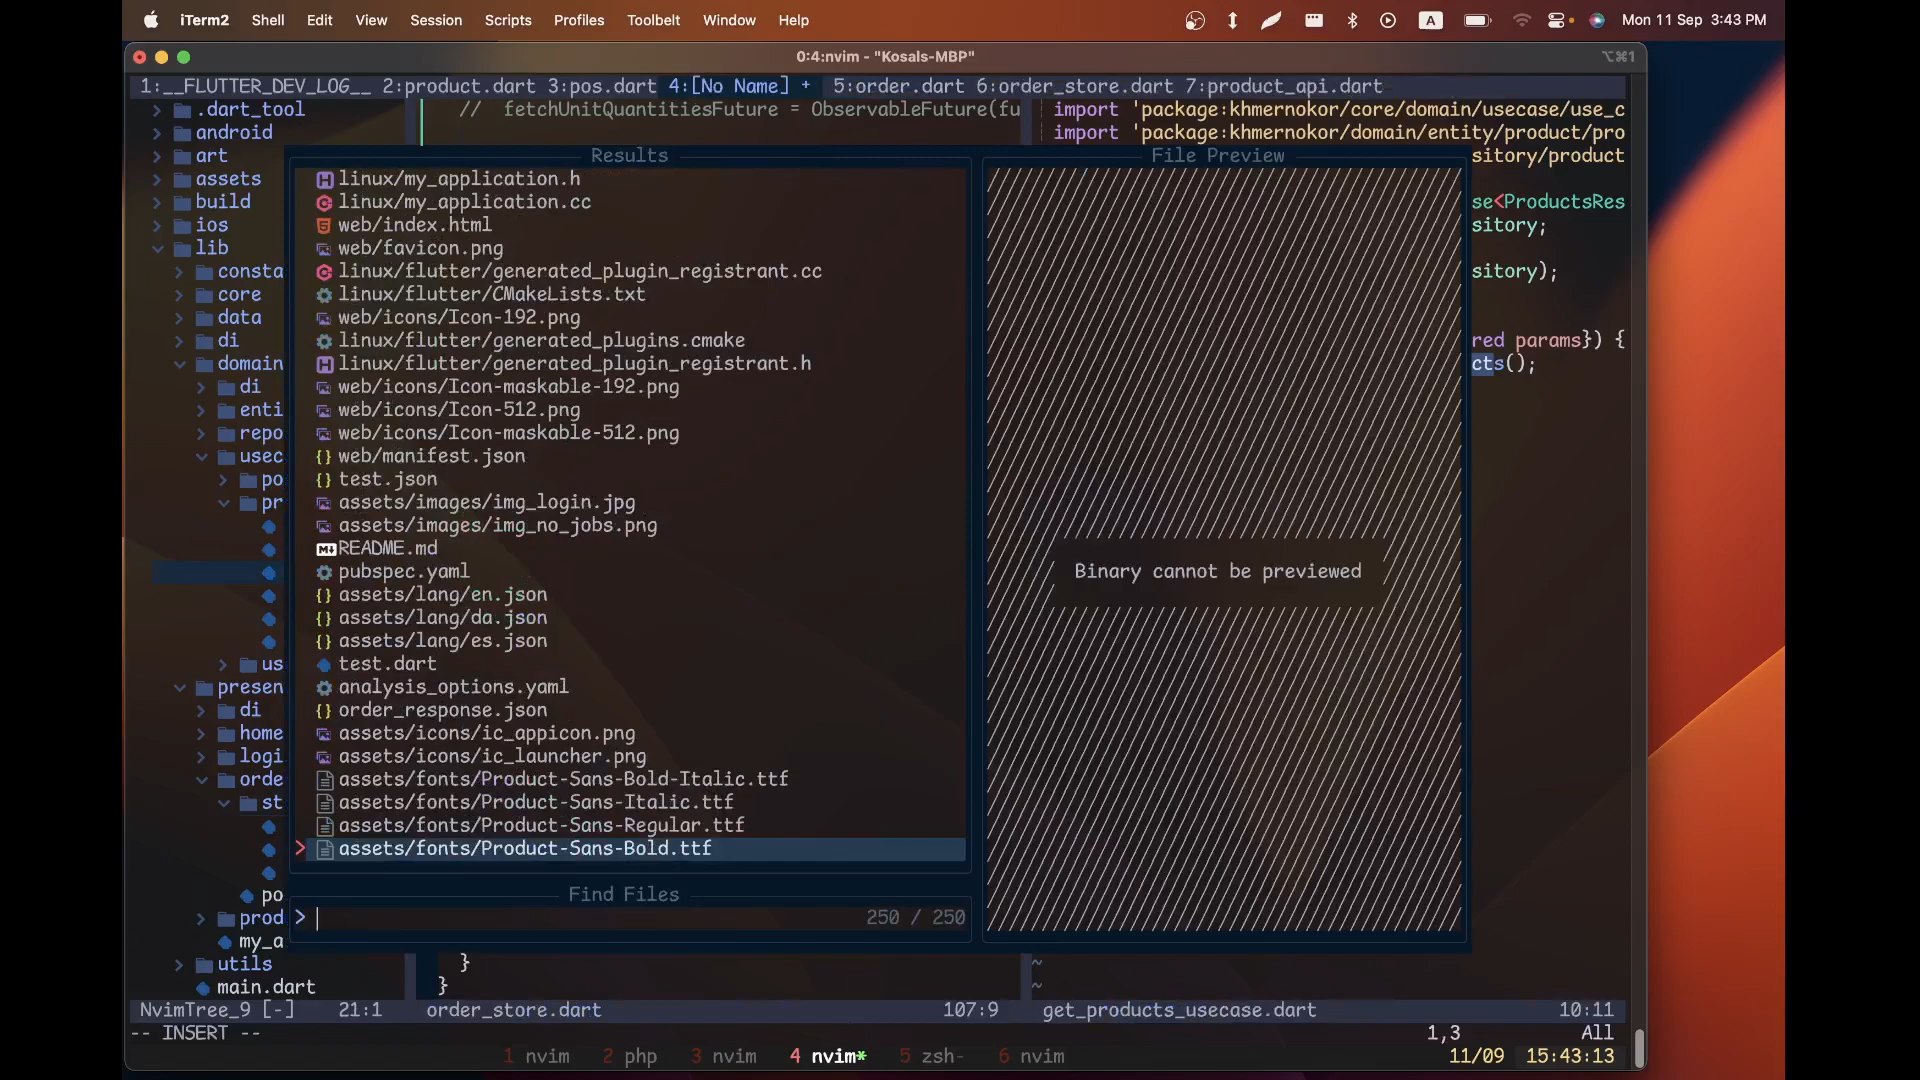 iTerm2 Shell Edit View Session Scripts Profiles Toolbelt Window Help A Mon 11 Sep 3:43 PM
0:4:nvim - "Kosals-MBP" ⌥⌘1
1:__FLUTTER_DEV_LOG__ 2:product.dart 3:pos.dart 4:[No Name] + 5:order.dart 6:order_store.dart 7:product_api.dart
.dart_tool
android
art
assets
build
ios
lib
consta
core
data
di
domain
di
enti
repo
usec
po
pr
us
presen
di
home
logi
orde
st
po
prod
my_a
utils
main.dart
// fetchUnitQuantitiesFuture = ObservableFuture(fu
import 'package:khmernokor/core/domain/usecase/use_c
import 'package:khmernokor/domain/entity/product/pro
sitory/product
se<ProductsRes
sitory;
sitory);
red params}) {
cts();
Results
linux/my_application.h
linux/my_application.cc
web/index.html
web/favicon.png
linux/flutter/generated_plugin_registrant.cc
linux/flutter/CMakeLists.txt
web/icons/Icon-192.png
linux/flutter/generated_plugins.cmake
linux/flutter/generated_plugin_registrant.h
web/icons/Icon-maskable-192.png
web/icons/Icon-512.png
web/icons/Icon-maskable-512.png
{} web/manifest.json
{} test.json
assets/images/img_login.jpg
assets/images/img_no_jobs.png
M↓ README.md
pubspec.yaml
{} assets/lang/en.json
{} assets/lang/da.json
{} assets/lang/es.json
test.dart
analysis_options.yaml
{} order_response.json
assets/icons/ic_appicon.png
assets/icons/ic_launcher.png
assets/fonts/Product-Sans-Bold-Italic.ttf
assets/fonts/Product-Sans-Italic.ttf
assets/fonts/Product-Sans-Regular.ttf
> assets/fonts/Product-Sans-Bold.ttf
Find Files
> 250 / 250
File Preview
Binary cannot be previewed
}
}
~
~
NvimTree_9 [-] 21:1 order_store.dart 107:9 get_products_usecase.dart 10:11
-- INSERT -- 1,3 All
1 nvim 2 php 3 nvim 4 nvim* 5 zsh- 6 nvim 11/09 15:43:13